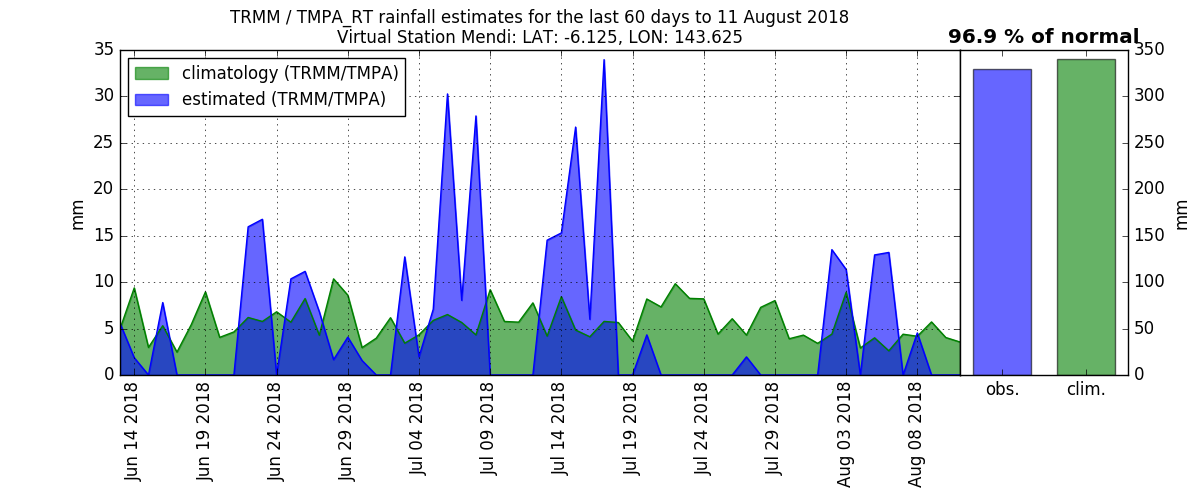 TRMM / TMPA_RT rainfall estimates for the last 60 days to 11 August 2018
Virtual Station Mendi: LAT: -6.125, LON: 143.625
96.9 % of normal
climatology (TRMM/TMPA)
estimated (TRMM/TMPA)
35
30
25
20
15
10
5
0
mm
350
300
250
200
150
100
50
0
mm
Jun 14 2018
Jun 19 2018
Jun 24 2018
Jun 29 2018
Jul 04 2018
Jul 09 2018
Jul 14 2018
Jul 19 2018
Jul 24 2018
Jul 29 2018
Aug 03 2018
Aug 08 2018
obs.
clim.